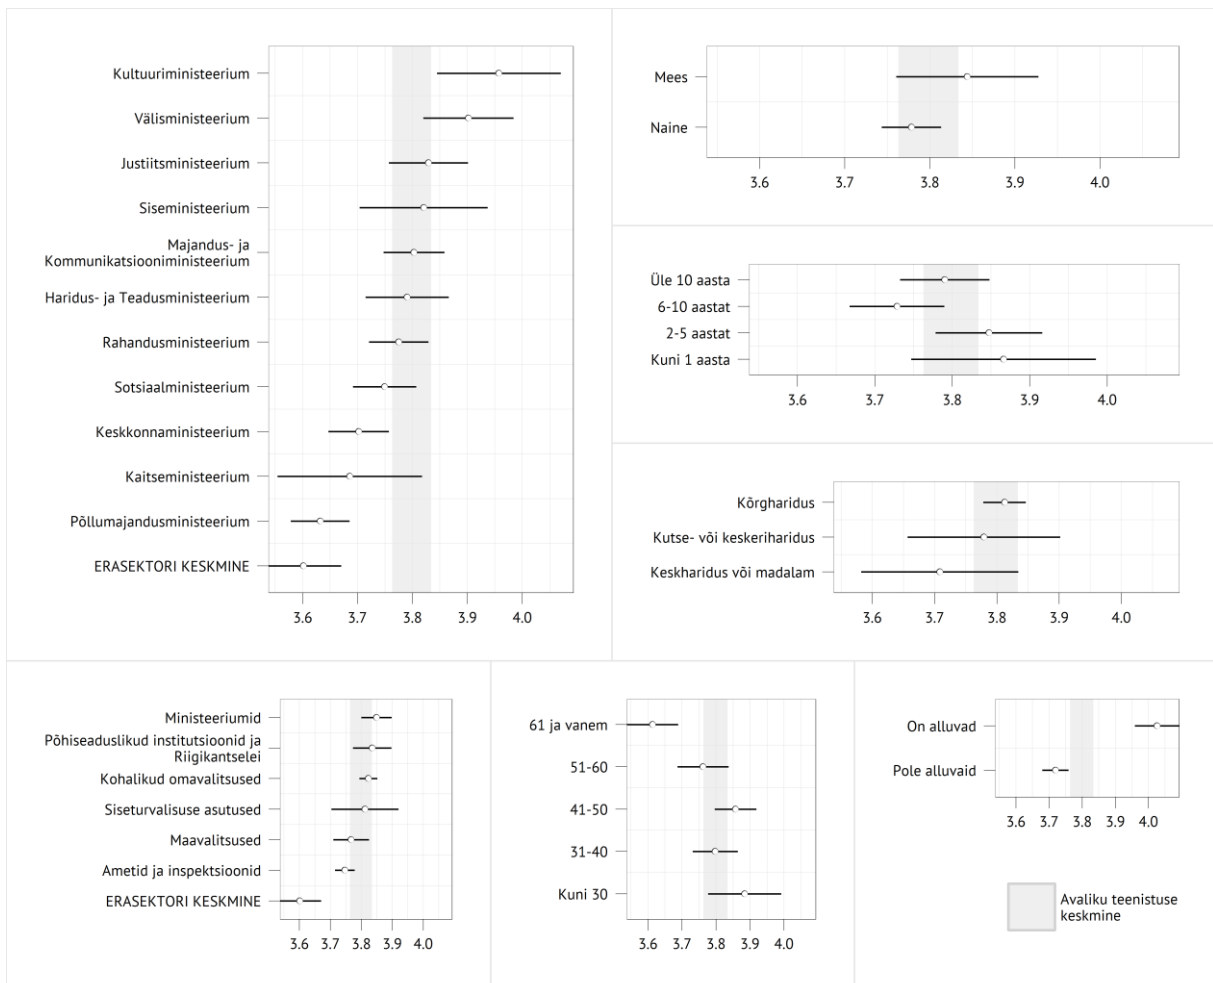 Kultuuriministeerium
Välisministeerium
Justiitsministeerium
Siseministeerium
Majandus- ja
Kommunikatsiooniministeerium
Haridus- ja Teadusministeerium
Rahandusministeerium
Sotsiaalministeerium
Keskkonnaministeerium
Kaitseministeerium
Põllumajandusministeerium
ERASEKTORI KESKMINE
3.6 3.7 3.8 3.9 4.0
Mees
Naine
3.6 3.7 3.8 3.9 4.0
Üle 10 aasta
6-10 aastat
2-5 aastat
Kuni 1 aasta
3.6 3.7 3.8 3.9 4.0
Kõrgharidus
Kutse- või keskeriharidus
Keskharidus või madalam
3.6 3.7 3.8 3.9 4.0
Ministeeriumid
Põhiseaduslikud institutsioonid ja
Riigikantselei
Kohalikud omavalitsused
Siseturvalisuse asutused
Maavalitsused
Ametid ja inspektsioonid
ERASEKTORI KESKMINE
3.6 3.7 3.8 3.9 4.0
61 ja vanem
51-60
41-50
31-40
Kuni 30
3.6 3.7 3.8 3.9 4.0
On alluvad
Pole alluvaid
3.6 3.7 3.8 3.9 4.0
Avaliku teenistuse
keskmine